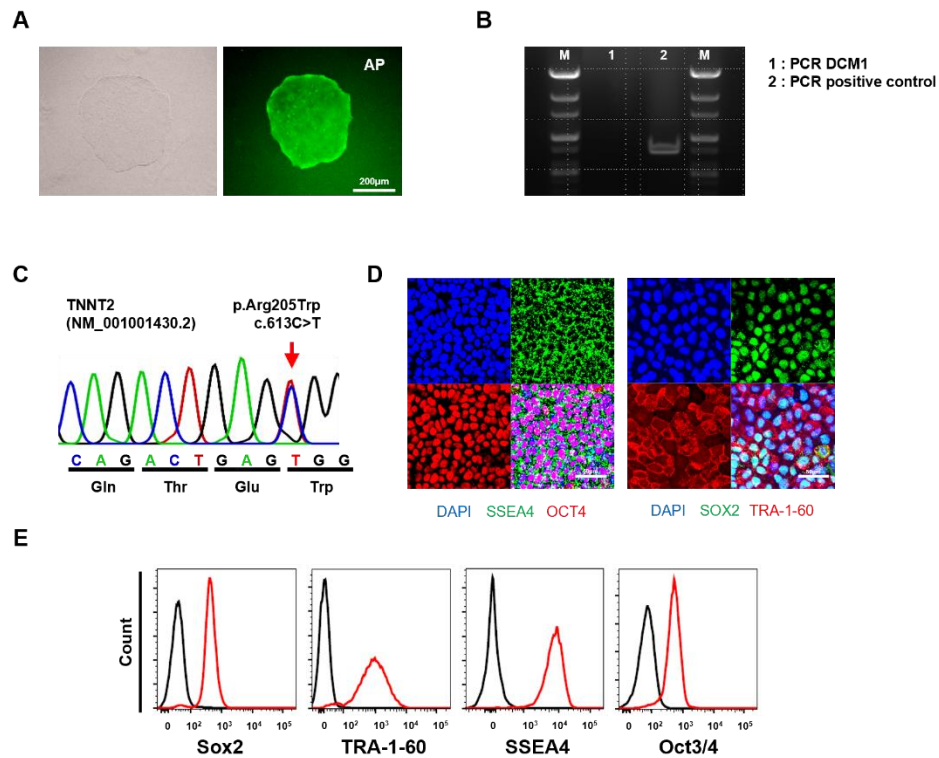 A
AP
200μm
B
M 1 2 M
1 : PCR DCM1
2 : PCR positive control
C
TNNT2
(NM_001001430.2)
p.Arg205Trp
c.613C>T
C A G A C T G A G T G G
Gln Thr Glu Trp
D
DAPI SSEA4 OCT4
DAPI SOX2 TRA-1-60
E
Count
0 10² 10³ 10⁴ 10⁵
Sox2
0 10² 10³ 10⁴ 10⁵
TRA-1-60
0 10² 10³ 10⁴ 10⁵
SSEA4
0 10² 10³ 10⁴ 10⁵
Oct3/4